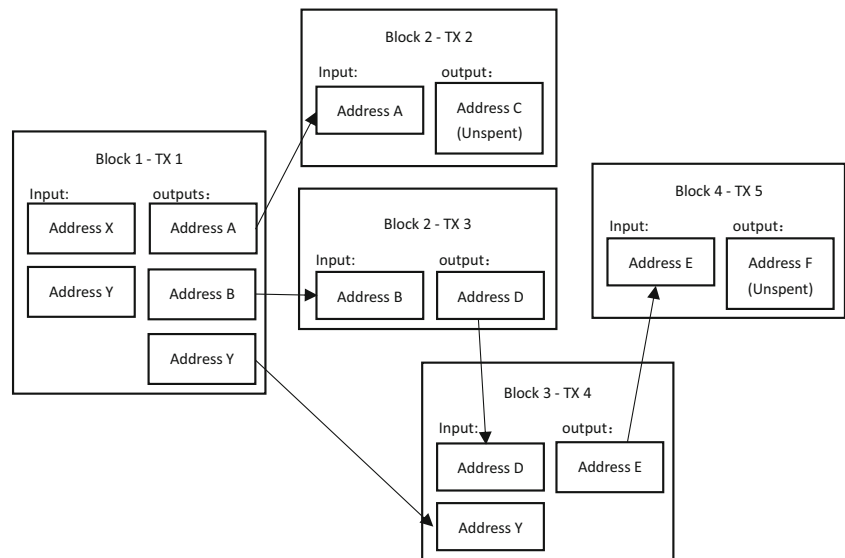 Block 2 - TX 2
Input:
output：
Address A
Address C
(Unspent)
Block 1 - TX 1
Input:
outputs：
Address X
Address A
Address Y
Address B
Address Y
Block 2 - TX 3
Input:
output：
Address B
Address D
Block 4 - TX 5
Input:
output：
Address E
Address F
(Unspent)
Block 3 - TX 4
Input:
output：
Address D
Address E
Address Y